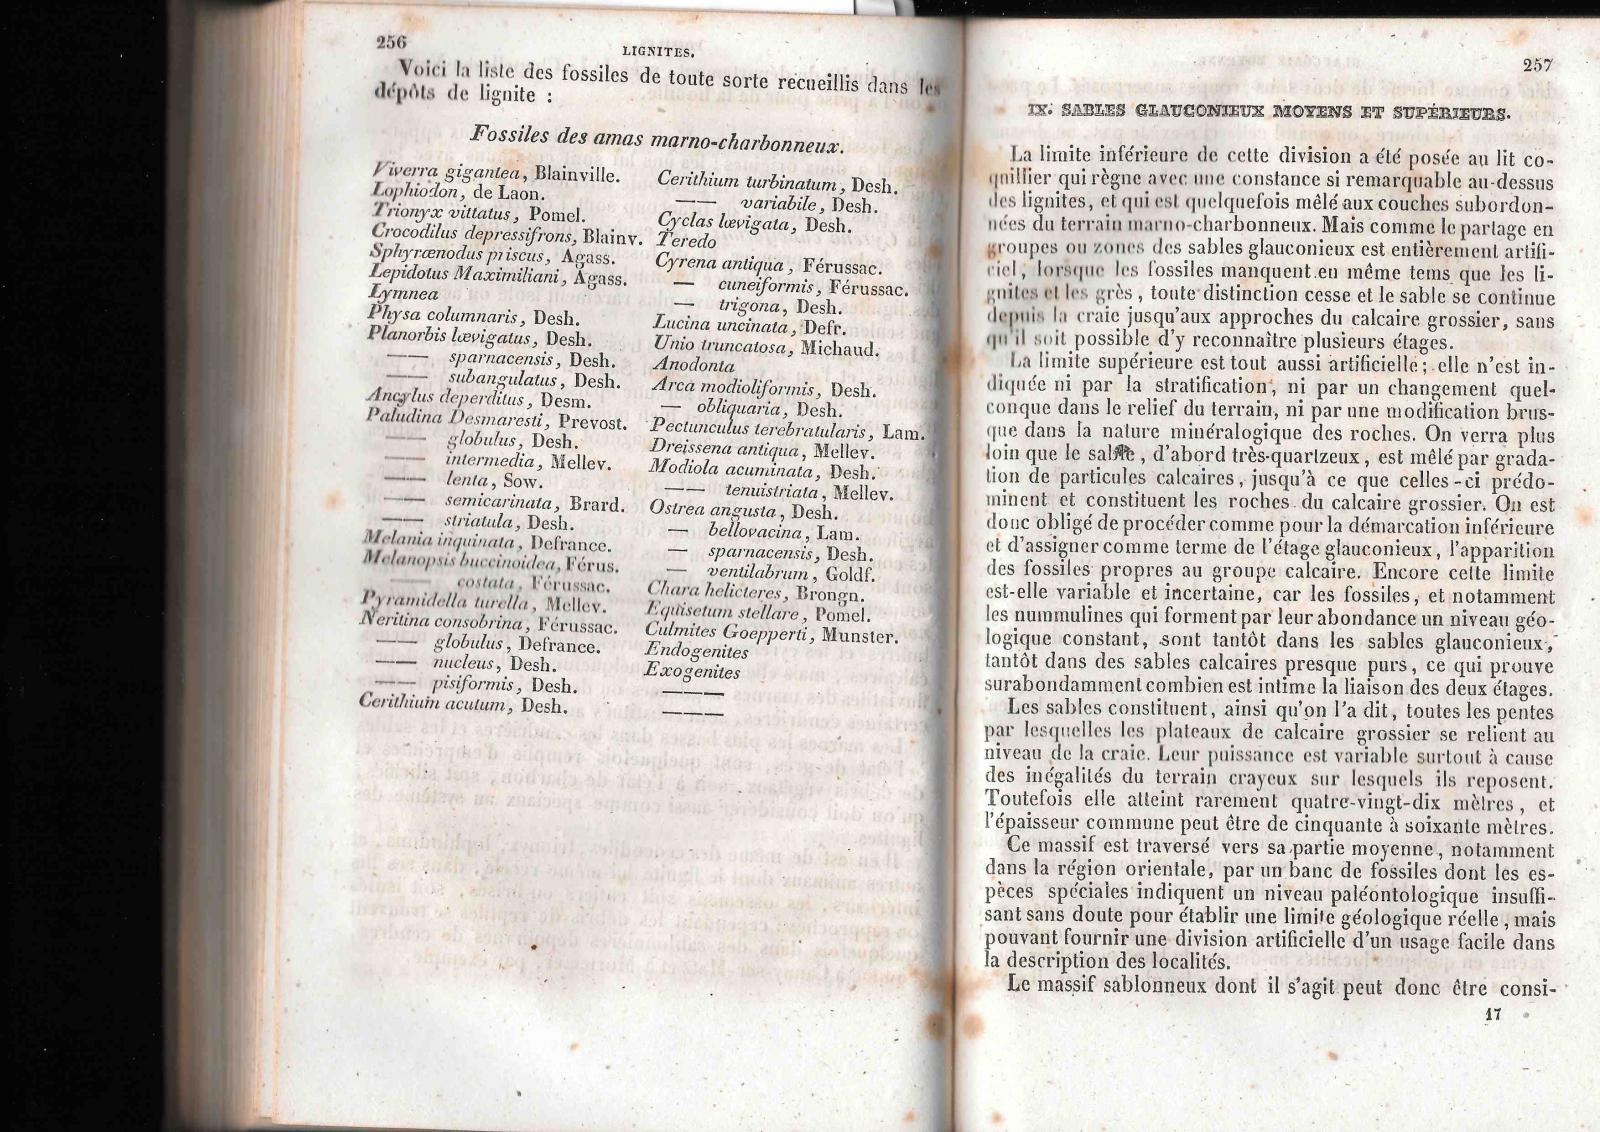 256
LIGNITES.
Voici la liste des fossiles de toute sorte recueillis dans les
dépôts de lignite :
Fossiles des amas marno-charbonneux.
Viverra gigantea, Blainville.
Lophiodon, de Laon.
Trionyx vittatus, Pomel.
Crocodilus depressifrons, Blainv.
Sphyrœnodus priscus, Agass.
Lepidotus Maximiliani, Agass.
Lymnea
Physa columnaris, Desh.
Planorbis lœvigatus, Desh.
—— sparnacensis, Desh.
—— subangulatus, Desh.
Ancylus deperditus, Desm.
Paludina Desmaresti, Prevost.
—— globulus, Desh.
—— intermedia, Mellev.
—— lenta, Sow.
—— semicarinata, Brard.
—— striatula, Desh.
Melania inquinata, Defrance.
Melanopsis buccinoidea, Férus.
—— costata, Férussac.
Pyramidella turella, Mellev.
Neritina consobrina, Férussac.
—— globulus, Defrance.
—— nucleus, Desh.
—— pisiformis, Desh.
Cerithium acutum, Desh.
Cerithium turbinatum, Desh.
—— variabile, Desh.
Cyclas lœvigata, Desh.
Teredo
Cyrena antiqua, Férussac.
— cuneiformis, Férussac.
— trigona, Desh.
Lucina uncinata, Defr.
Unio truncatosa, Michaud.
Anodonta
Arca modioliformis, Desh.
— obliquaria, Desh.
Pectunculus terebratularis, Lam.
Dreissena antiqua, Mellev.
Modiola acuminata, Desh.
—— tenuistriata, Mellev.
Ostrea angusta, Desh.
— bellovacina, Lam.
— sparnacensis, Desh.
— ventilabrum, Goldf.
Chara helicteres, Brongn.
Equisetum stellare, Pomel.
Culmites Goepperti, Munster.
Endogenites
Exogenites
———
———
257
IX. SABLES GLAUCONIEUX MOYENS ET SUPÉRIEURS.
La limite inférieure de cette division a été posée au lit co-
quillier qui règne avec une constance si remarquable au-dessus
des lignites, et qui est quelquefois mêlé aux couches subordon-
nées du terrain marno-charbonneux. Mais comme le partage en
groupes ou zones des sables glauconieux est entièrement artifi-
ciel, lorsque les fossiles manquent en même tems que les li-
gnites et les grès, toute distinction cesse et le sable se continue
depuis la craie jusqu'aux approches du calcaire grossier, sans
qu'il soit possible d'y reconnaître plusieurs étages.
La limite supérieure est tout aussi artificielle ; elle n'est in-
diquée ni par la stratification, ni par un changement quel-
conque dans le relief du terrain, ni par une modification brus-
que dans la nature minéralogique des roches. On verra plus
loin que le sable, d'abord très-quartzeux, est mêlé par grada-
tion de particules calcaires, jusqu'à ce que celles-ci prédo-
minent et constituent les roches du calcaire grossier. On est
donc obligé de procéder comme pour la démarcation inférieure
et d'assigner comme terme de l'étage glauconieux, l'apparition
des fossiles propres au groupe calcaire. Encore cette limite
est-elle variable et incertaine, car les fossiles, et notamment
les nummulines qui forment par leur abondance un niveau géo-
logique constant, sont tantôt dans les sables glauconieux,
tantôt dans des sables calcaires presque purs, ce qui prouve
surabondamment combien est intime la liaison des deux étages.
Les sables constituent, ainsi qu'on l'a dit, toutes les pentes
par lesquelles les plateaux de calcaire grossier se relient au
niveau de la craie. Leur puissance est variable surtout à cause
des inégalités du terrain crayeux sur lesquels ils reposent.
Toutefois elle atteint rarement quatre-vingt-dix mètres, et
l'épaisseur commune peut être de cinquante à soixante mètres.
Ce massif est traversé vers sa partie moyenne, notamment
dans la région orientale, par un banc de fossiles dont les es-
pèces spéciales indiquent un niveau paléontologique insuffi-
sant sans doute pour établir une limite géologique réelle, mais
pouvant fournir une division artificielle d'un usage facile dans
la description des localités.
Le massif sablonneux dont il s'agit peut donc être consi-
17